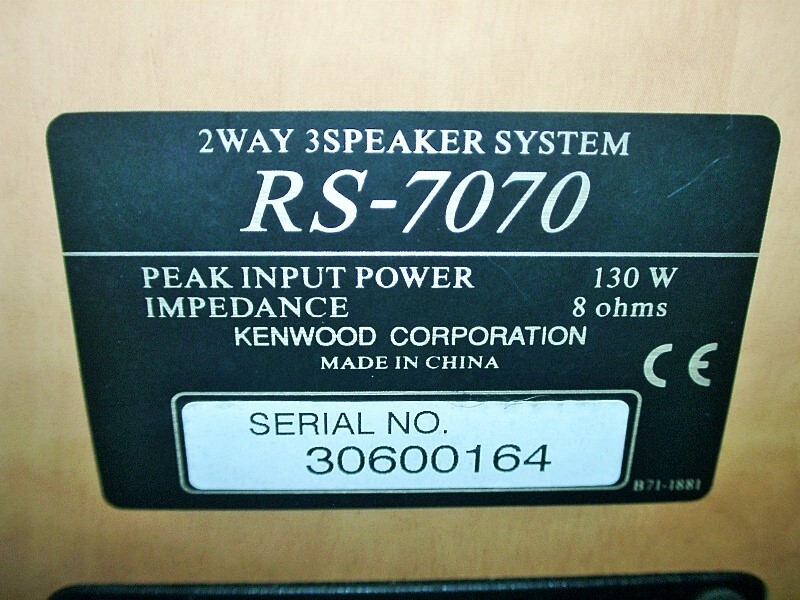 2WAY 3SPEAKER SYSTEM
RS-7070
PEAK INPUT POWER 130 W
IMPEDANCE 8 ohms
KENWOOD CORPORATION
MADE IN CHINA
CE
SERIAL NO.
30600164
B71-1881